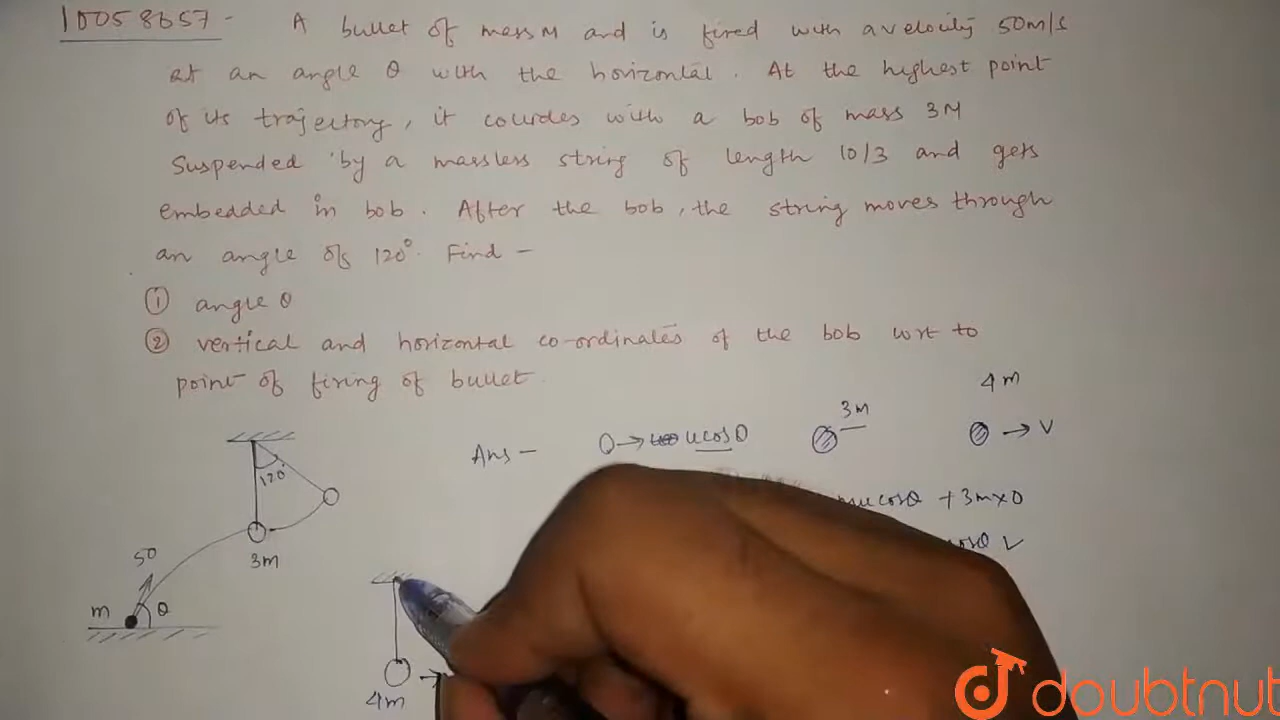 10058657 - A bullet of mass M and is fired with a velocity 50m/s
at an angle θ with the horizontal. At the highest point
of its trajectory, it collides with a bob of mass 3M
suspended by a massless string of length 10/3 and gets
embedded in bob. After the bob, the string moves through
an angle of 120°. Find -
① angle θ
② vertical and horizontal co-ordinates of the bob wrt to
point of firing of bullet.
4m
3M
Ans - → ucosθ → V
120°
ucosθ + 3m×0
3m
50
m θ
→
4m
doubtnut